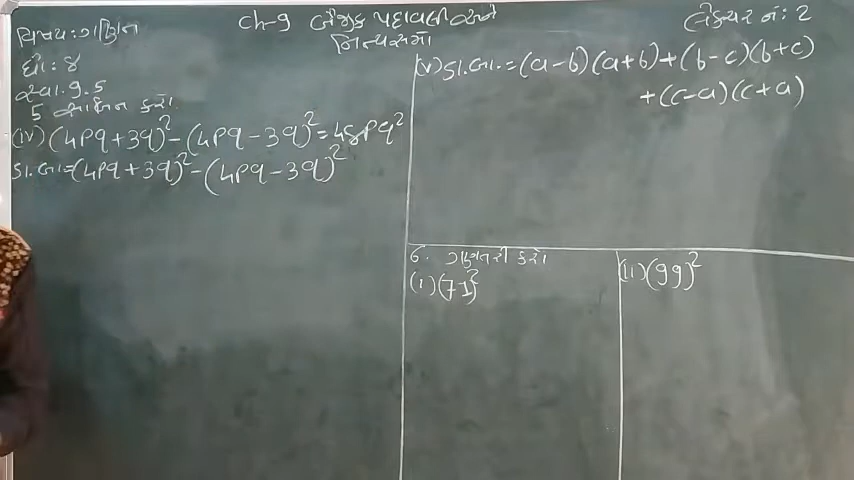 વિષય: ગણિત
Ch-9 બૈજિક પદાવલીઓ અને નિત્યસમો
લેક્ચર નં: 2
ધો: ૪
સ્વા. 9.5
5 સાબિત કરો.
(iv) (4pq+3q)²-(4pq-3q)²=48pq²
ડા.બા.=(4pq+3q)²-(4pq-3q)²
(v) ડા.બા.=(a-b)(a+b)+(b-c)(b+c)
+(c-a)(c+a)
6. ગણતરી કરો
(i) (71)²
(ii) (99)²